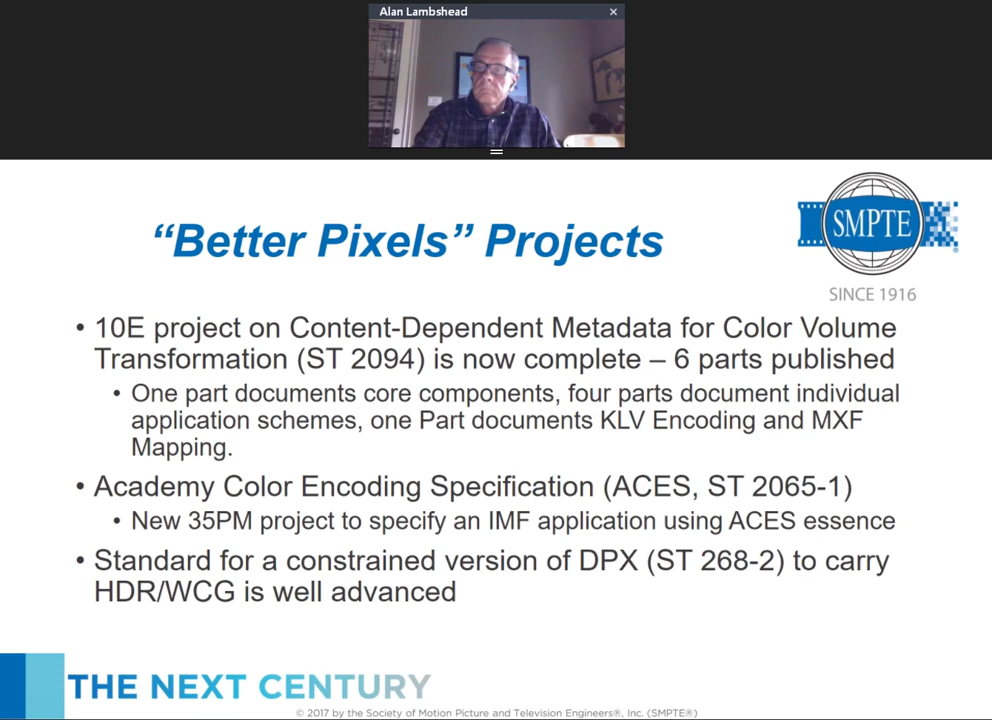 Alan Lambshead
SMPTE
SINCE 1916
“Better Pixels” Projects
• 10E project on Content-Dependent Metadata for Color Volume
Transformation (ST 2094) is now complete – 6 parts published
• One part documents core components, four parts document individual
application schemes, one Part documents KLV Encoding and MXF
Mapping.
• Academy Color Encoding Specification (ACES, ST 2065-1)
• New 35PM project to specify an IMF application using ACES essence
• Standard for a constrained version of DPX (ST 268-2) to carry
HDR/WCG is well advanced
THE NEXT CENTURY
© 2017 by the Society of Motion Picture and Television Engineers®, Inc. (SMPTE®)